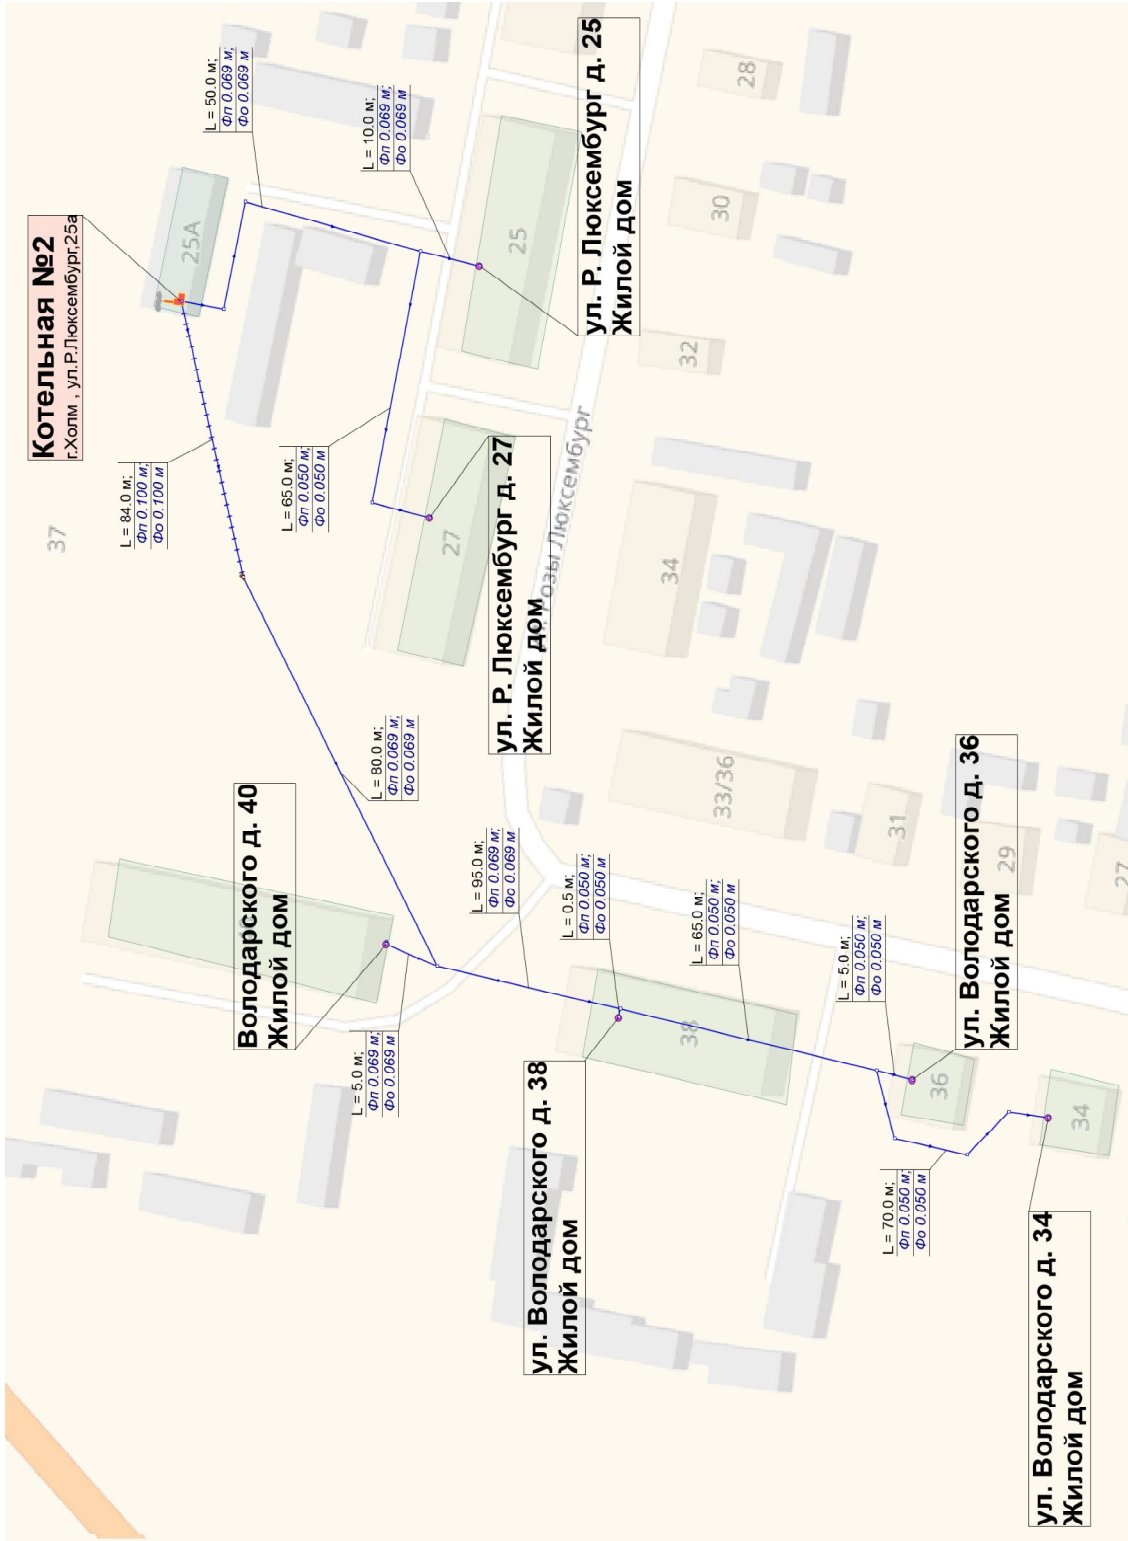 Котельная №2
г.Холм , ул.Р.Люксембург,25а
37
25А
L = 50.0 м;
Фп 0.069 м;
Фо 0.069 м
L = 10.0 м;
Фп 0.069 м;
Фо 0.069 м
L = 84.0 м;
Фп 0.100 м;
Фо 0.100 м
L = 65.0 м;
Фп 0.050 м;
Фо 0.050 м
25
ул. Р. Люксембург д. 25
Жилой дом
27
ул. Р. Люксембург д. 27
Жилой дом
Розы Люксембург
28
30
32
34
33/36
31
29
27
L = 80.0 м;
Фп 0.069 м;
Фо 0.069 м
Володарского д. 40
Жилой дом
L = 5.0 м;
Фп 0.069 м;
Фо 0.069 м
L = 95.0 м;
Фп 0.069 м;
Фо 0.069 м
L = 0.5 м;
Фп 0.050 м;
Фо 0.050 м
38
ул. Володарского д. 38
Жилой дом
L = 65.0 м;
Фп 0.050 м;
Фо 0.050 м
L = 5.0 м;
Фп 0.050 м;
Фо 0.050 м
36
ул. Володарского д. 36
Жилой дом
L = 70.0 м;
Фп 0.050 м;
Фо 0.050 м
34
ул. Володарского д. 34
Жилой дом